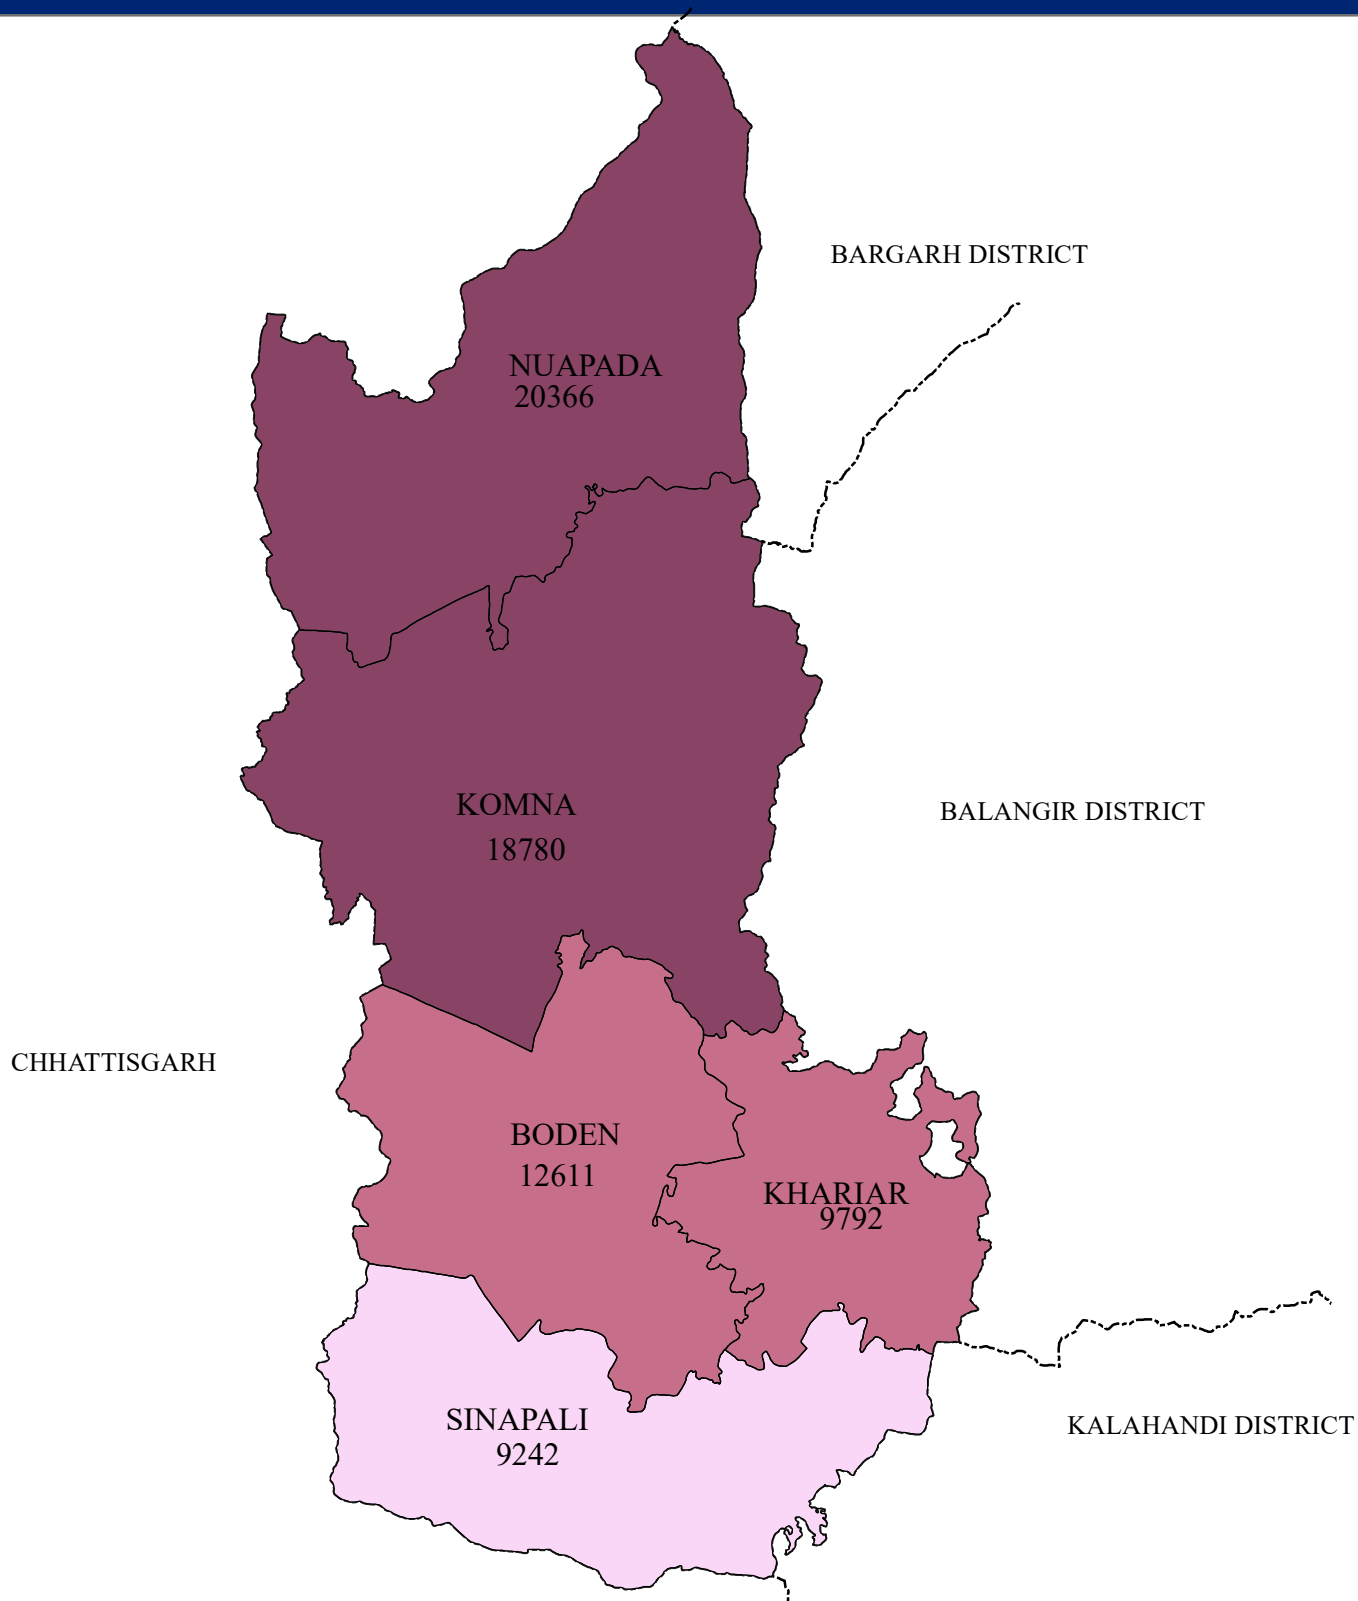 BARGARH DISTRICT
NUAPADA
20366
KOMNA
18780
BALANGIR DISTRICT
CHHATTISGARH
BODEN
12611
KHARIAR
9792
SINAPALI
9242
KALAHANDI DISTRICT